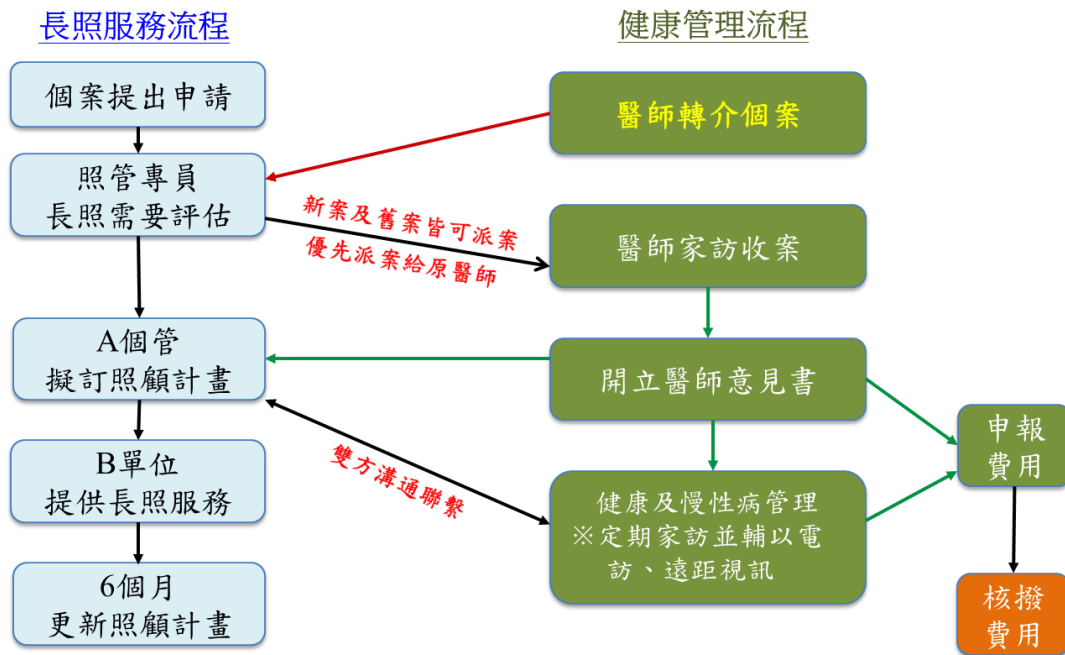 長照服務流程
健康管理流程
個案提出申請
醫師轉介個案
照管專員
長照需要評估
新案及舊案皆可派案
優先派案給原醫師
醫師家訪收案
A個管
擬訂照顧計畫
開立醫師意見書
申報
費用
B單位
提供長照服務
雙方溝通聯繫
健康及慢性病管理
※定期家訪並輔以電
訪、遠距視訊
6個月
更新照顧計畫
核撥
費用